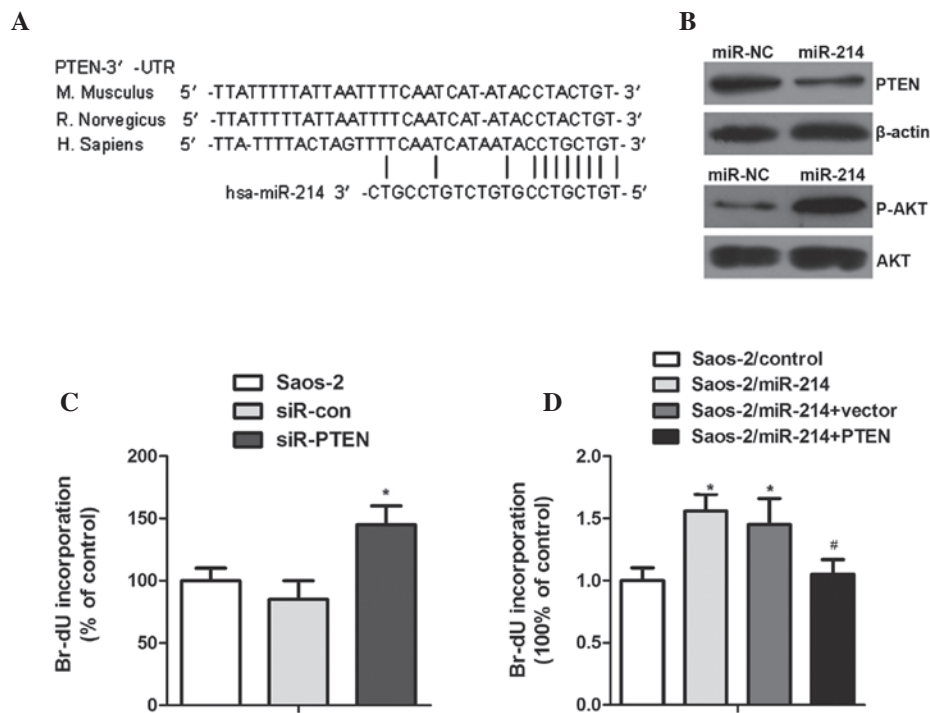 A
PTEN-3′ -UTR
M. Musculus 5′ -TTATTTTTATTAATTTTCAATCAT-ATACCTACTGT- 3′
R. Norvegicus 5′ -TTATTTTTATTAATTTTCAATCAT-ATACCTACTGT- 3′
H. Sapiens 5′ -TTA-TTTTACTAGTTTTCAATCATAATACCTGCTGT -3′
hsa-miR-214 3′ -CTGCCTGTCTGTGCCTGCTGT- 5′
B
miR-NC miR-214
PTEN
β-actin
miR-NC miR-214
P-AKT
AKT
C
Saos-2
siR-con
siR-PTEN
Br-dU incorporation
(% of control)
200
150
100
50
0
*
D
Saos-2/control
Saos-2/miR-214
Saos-2/miR-214+vector
Saos-2/miR-214+PTEN
Br-dU incorporation
(100% of control)
2.0
1.5
1.0
0.5
0.0
* * #